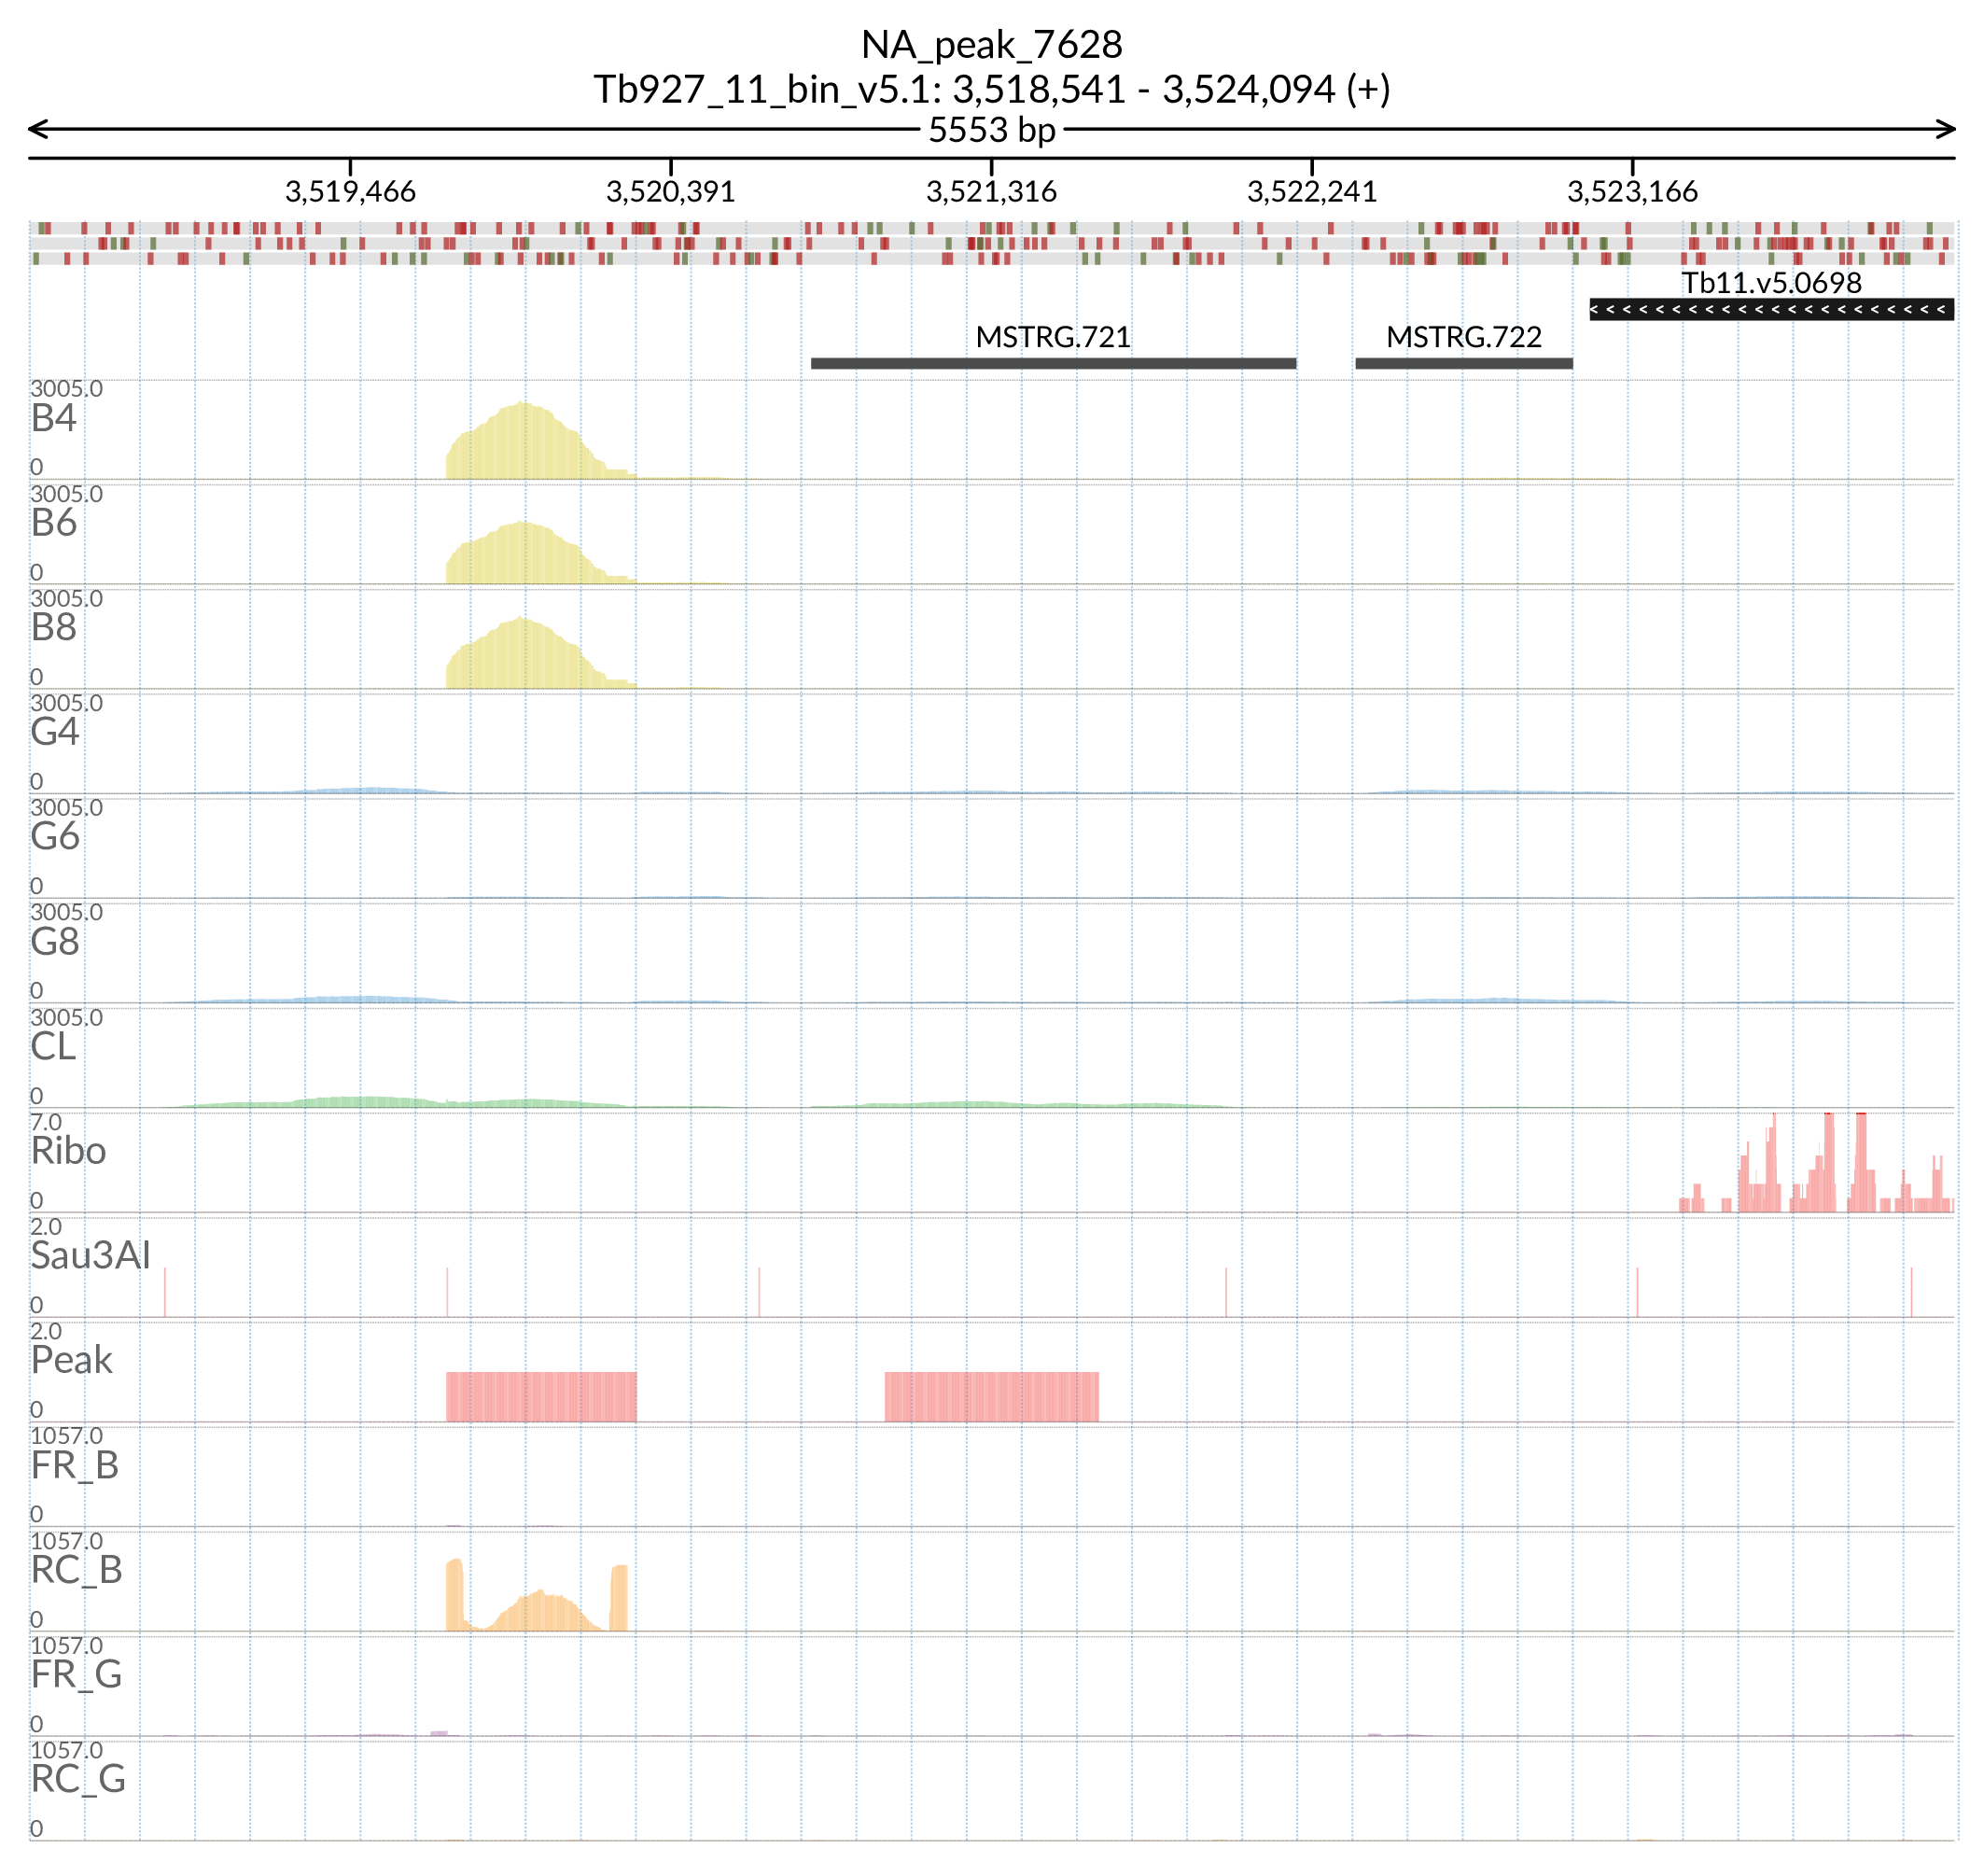 NA_peak_7628
Tb927_11_bin_v5.1: 3,518,541 - 3,524,094 (+)
5553 bp
3,519,466 3,520,391 3,521,316 3,522,241 3,523,166
Tb11.v5.0698
< < < < < < < < < < < < < < < < < < < < < <
MSTRG.721 MSTRG.722
3005.0
B4
0
3005.0
B6
0
3005.0
B8
0
3005.0
G4
0
3005.0
G6
0
3005.0
G8
0
3005.0
CL
0
7.0
Ribo
0
2.0
Sau3AI
0
2.0
Peak
0
1057.0
FR_B
0
1057.0
RC_B
0
1057.0
FR_G
0
1057.0
RC_G
0